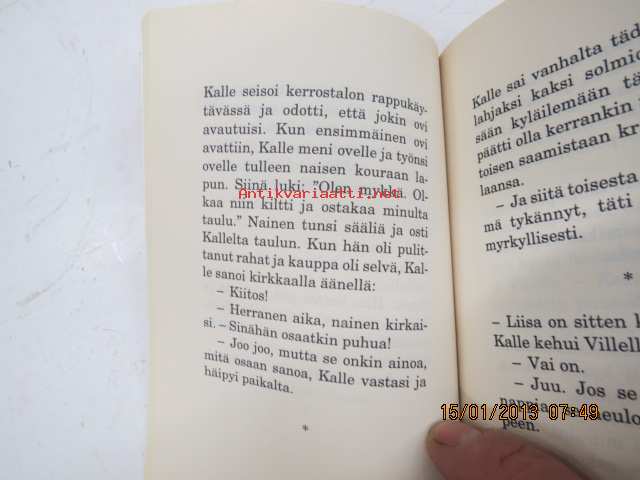 Kalle seisoi kerrostalon rappukäy-
tävässä ja odotti, että jokin ovi
avautuisi. Kun ensimmäinen ovi
avattiin, Kalle meni ovelle ja työnsi
ovelle tulleen naisen kouraan la-
pun. Siinä luki: ”Olen mykkä. Ol-
kaa niin kiltti ja ostakaa minulta
taulu.” Nainen tunsi sääliä ja osti
Kallelta taulun. Kun hän oli pulit-
tanut rahat ja kauppa oli selvä, Kal-
le sanoi kirkkaalla äänellä:
– Kiitos!
– Herranen aika, nainen kirkai-
si. – Sinähän osaatkin puhua!
– Joo joo, mutta se onkin ainoa,
mitä osaan sanoa, Kalle vastasi ja
häipyi paikalta.
*
Antikvariaatti.net
Kalle sai vanhalta täd
lahjaksi kaksi solmio
sään kyläilemään tä
päätti olla kerrankin
toisen saamistaan kr
laansa.
– Ja siitä toisesta
mä tykännyt, täti
myrkyllisesti.
*
– Liisa on sitten k
Kalle kehui Villell
– Vai on.
– Juu. Jos se
peen.
15/01/2013 07:49